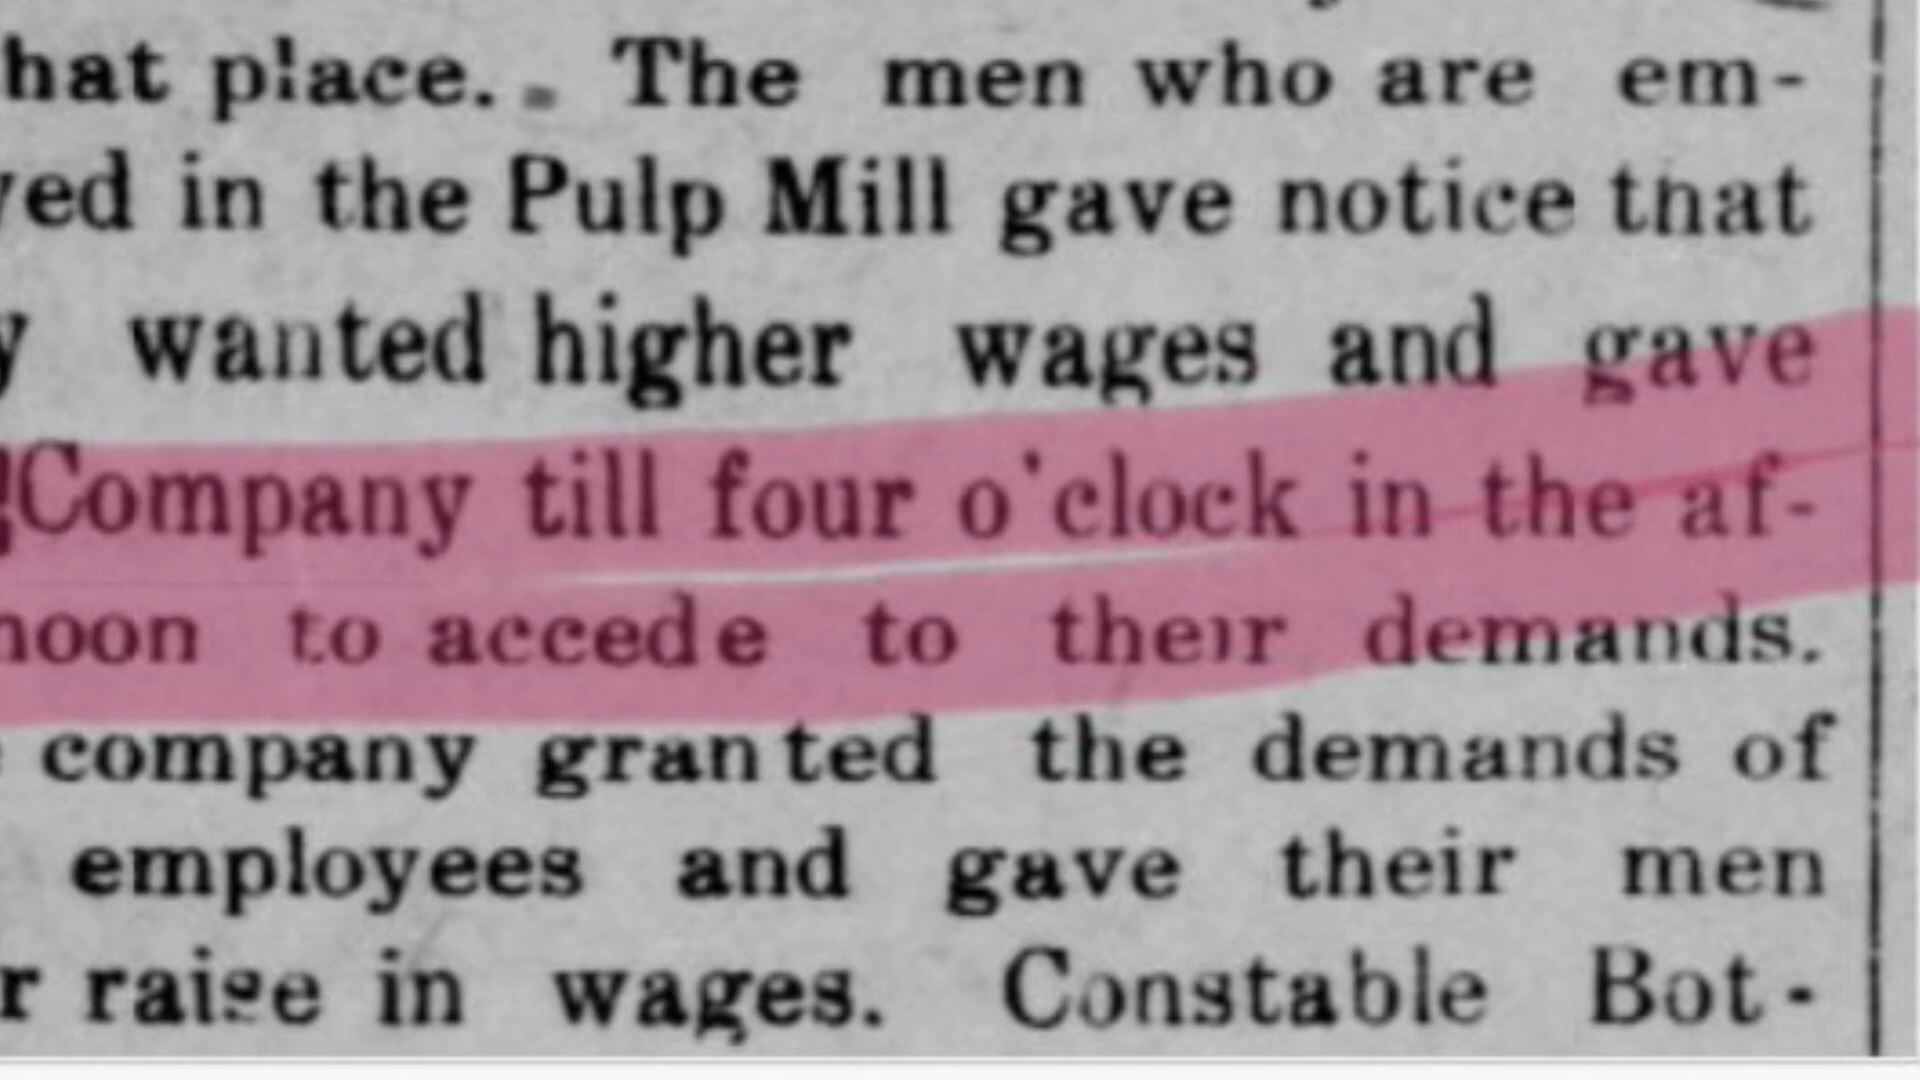 hat place. The men who are em-
yed in the Pulp Mill gave notice that
y wanted higher wages and gave
Company till four o'clock in the af-
noon to accede to their demands.
company granted the demands of
employees and gave their men
r raise in wages. Constable Bot-